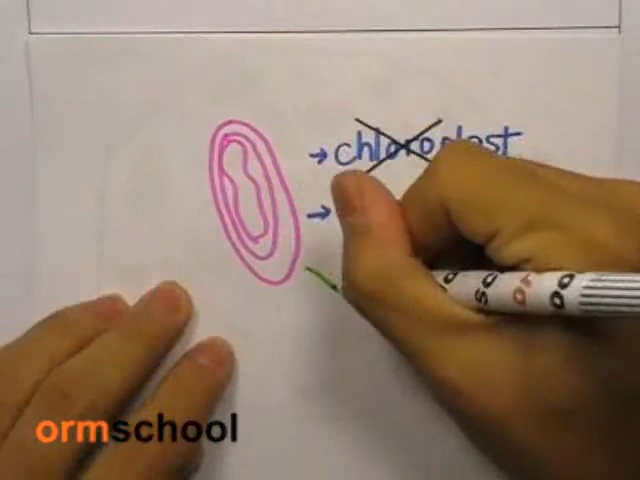 → chloroplast
→
ormschool